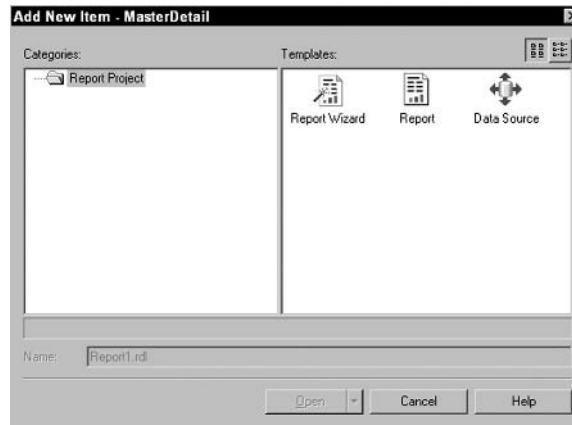 Add New Item - MasterDetail
Categories:
Templates:
Report Project
Report Wizard
Report
Data Source
Name:
Report1.rdl
Open
Cancel
Help